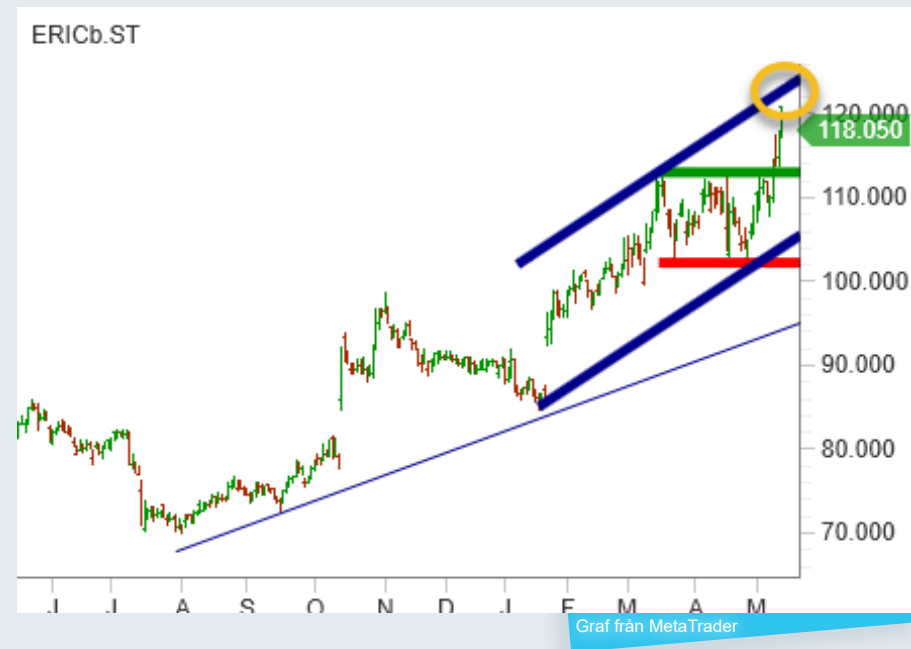 ERICb.ST
120.000
118.050
110.000
100.000
90.000
80.000
70.000
J J A S O N D J F M A M
Graf från MetaTrader